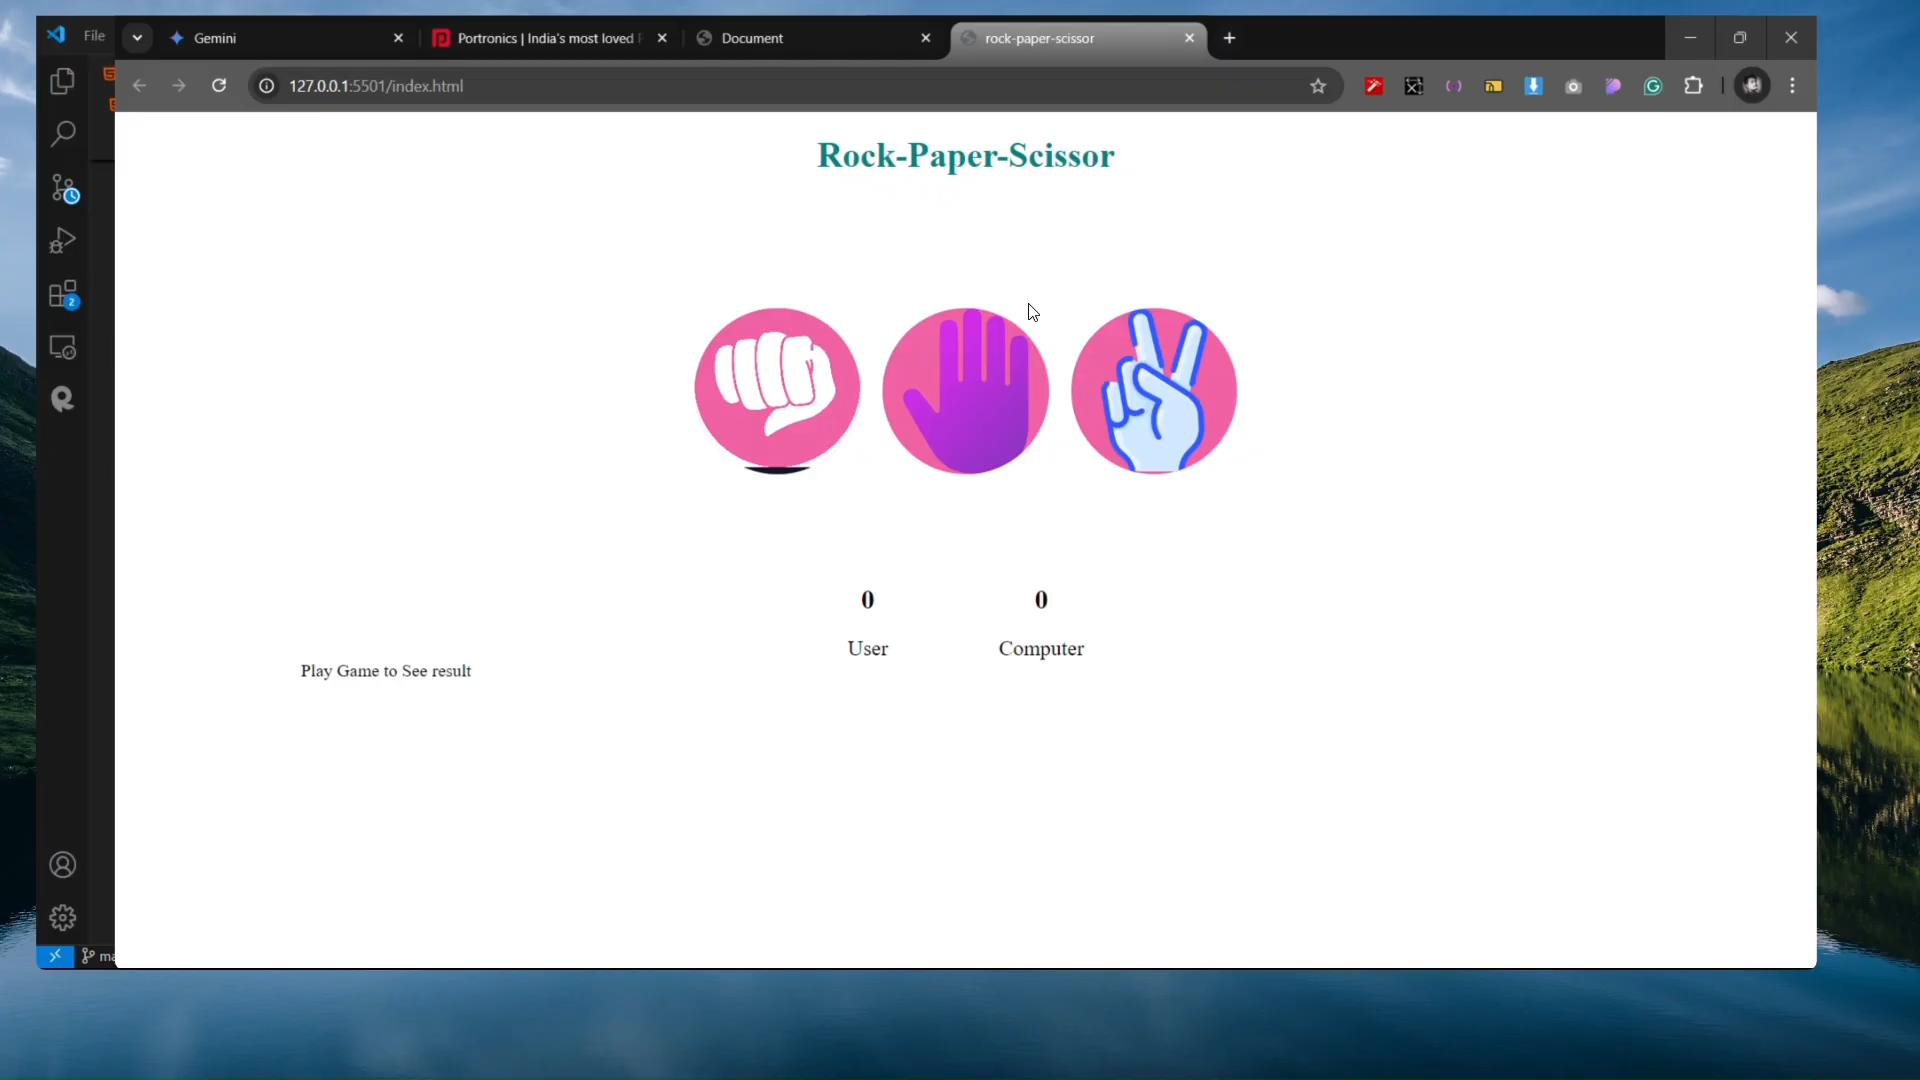 File
Gemini
Portronics | India's most loved
Document
rock-paper-scissor
127.0.0.1:5501/index.html
Rock-Paper-Scissor
0
0
User
Computer
Play Game to See result
2